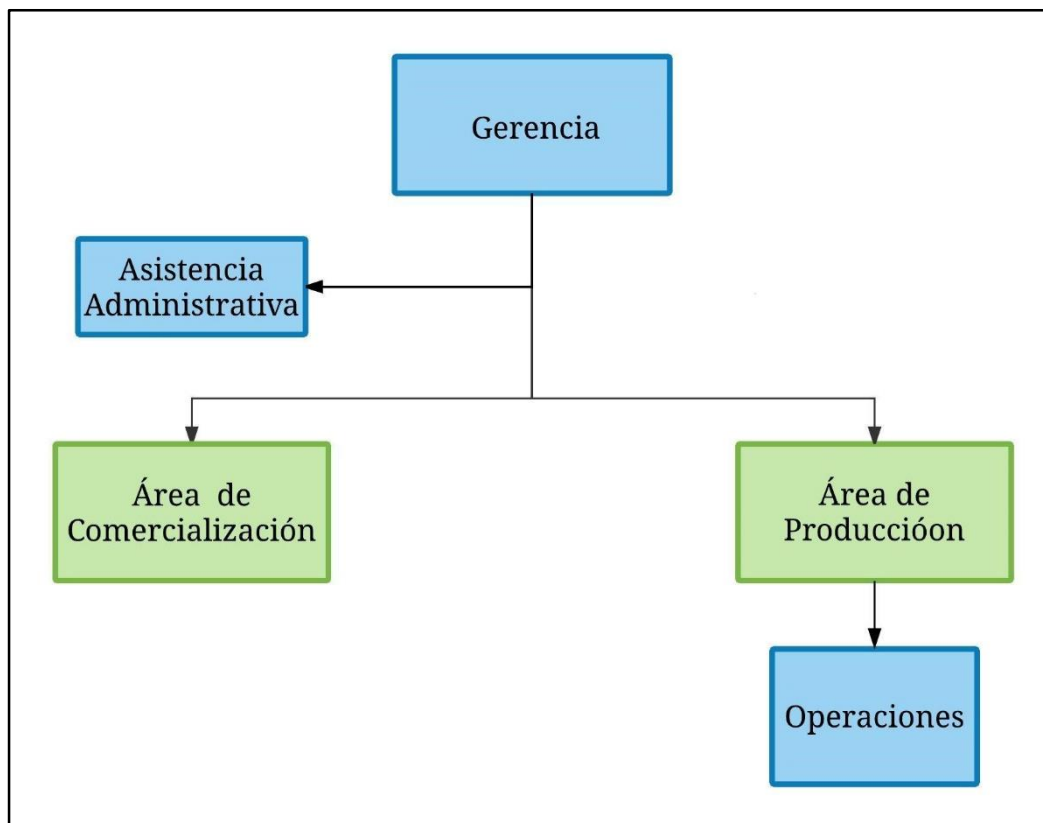 Gerencia
Asistencia
Administrativa
Área  de
Comercialización
Área de
Produccióon
Operaciones